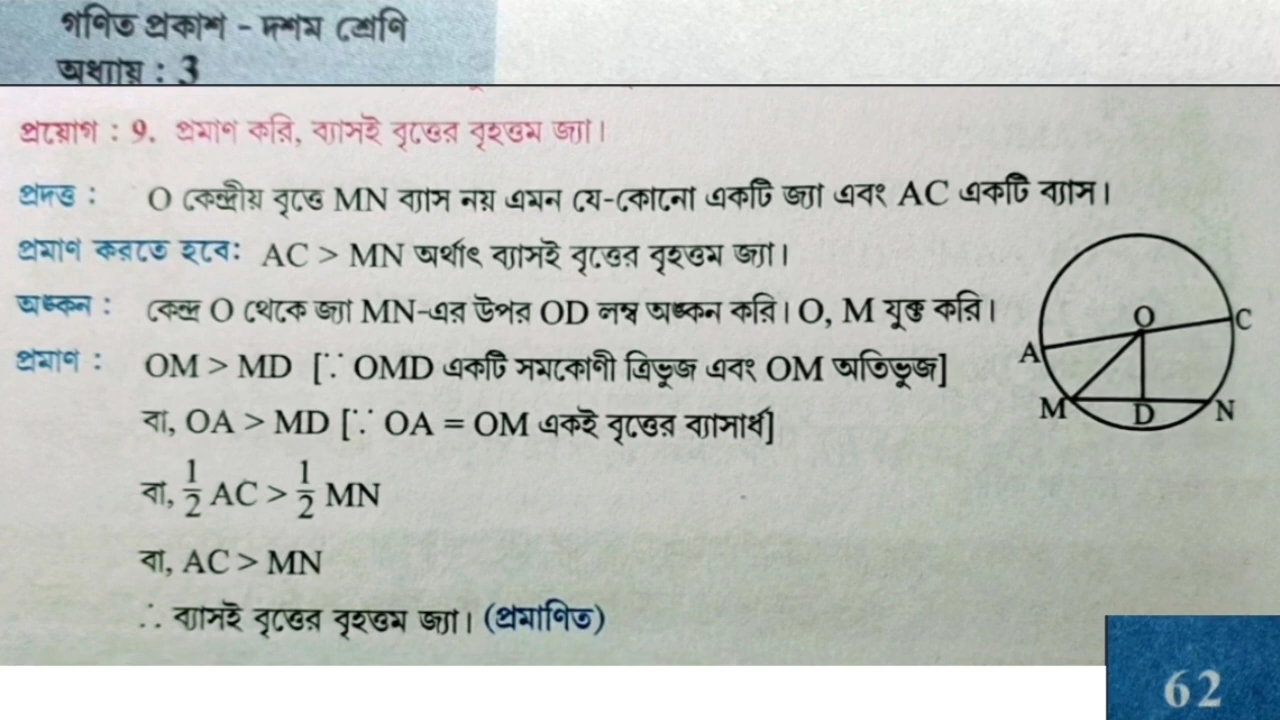 গণিত প্রকাশ - দশম শ্রেণি
অধ্যায় : 3
প্রয়োগ : 9. প্রমাণ করি, ব্যাসই বৃত্তের বৃহত্তম জ্যা।
প্রদত্ত : O কেন্দ্রীয় বৃত্তে MN ব্যাস নয় এমন যে-কোনো একটি জ্যা এবং AC একটি ব্যাস।
প্রমাণ করতে হবে: AC > MN অর্থাৎ ব্যাসই বৃত্তের বৃহত্তম জ্যা।
অঙ্কন : কেন্দ্র O থেকে জ্যা MN-এর উপর OD লম্ব অঙ্কন করি। O, M যুক্ত করি।
প্রমাণ : OM > MD [∵ OMD একটি সমকোণী ত্রিভুজ এবং OM অতিভুজ]
বা, OA > MD [∵ OA = OM একই বৃত্তের ব্যাসার্ধ]
বা, 1/2 AC > 1/2 MN
বা, AC > MN
∴ ব্যাসই বৃত্তের বৃহত্তম জ্যা। (প্রমাণিত)
O
C
A
M
D
N
62